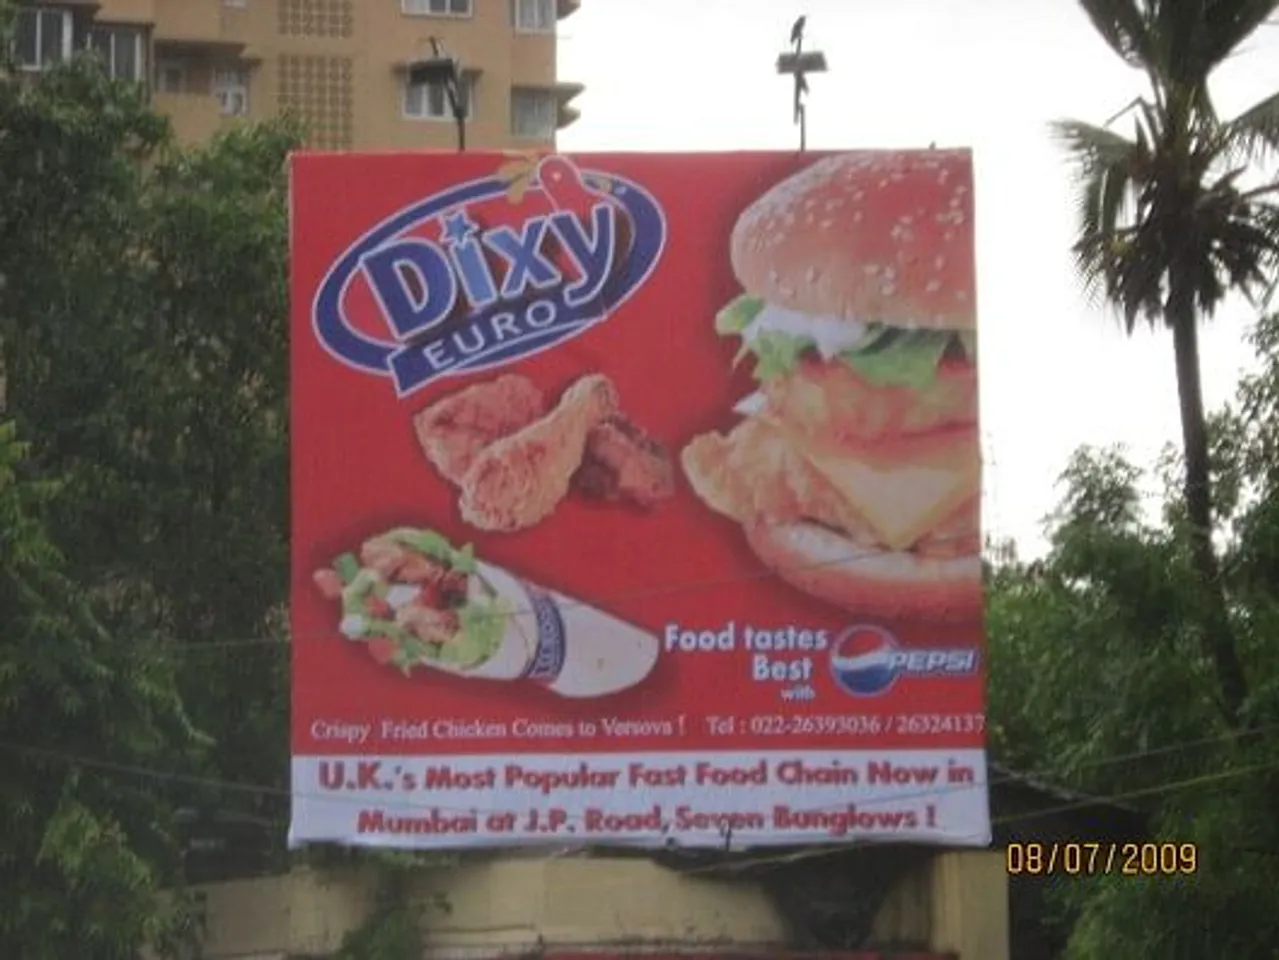 Dixy
EURO
Food tastes
Best
with
PEPSI
Crispy Fried Chicken Comes to Versova ! Tel : 022-26393036 / 26324137
U.K.'s Most Popular Fast Food Chain Now in
Mumbai at J.P. Road, Seven Bunglows !
08/07/2009